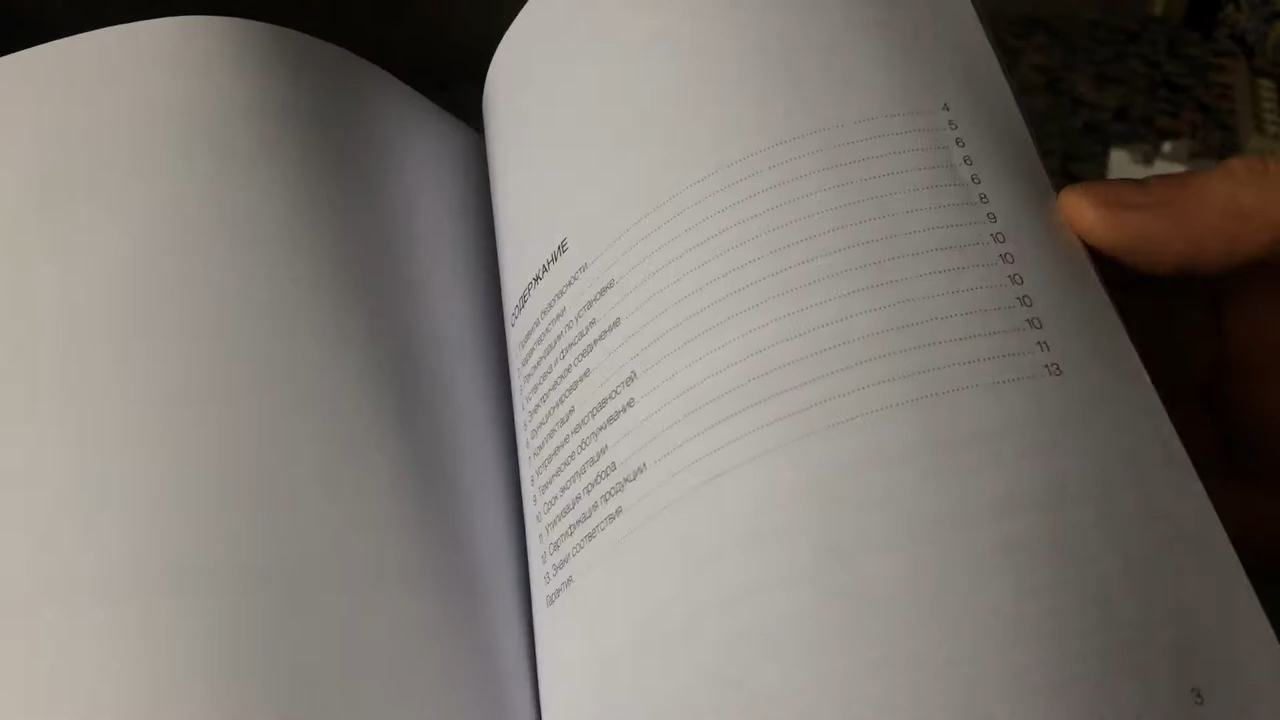 СОДЕРЖАНИЕ
1. Правила безопасности 4
2. Характеристики 5
3. Рекомендации по установке 6
4. Установка и фиксация 6
5. Электрическое соединение 6
6. Функционирование 8
7. Комплектация 9
8. Устранение неисправностей 10
9. Техническое обслуживание 10
10. Срок эксплуатации 10
11. Утилизация прибора 10
12. Сертификация продукции 10
13. Знаки соответствия 11
Гарантия. 13
3